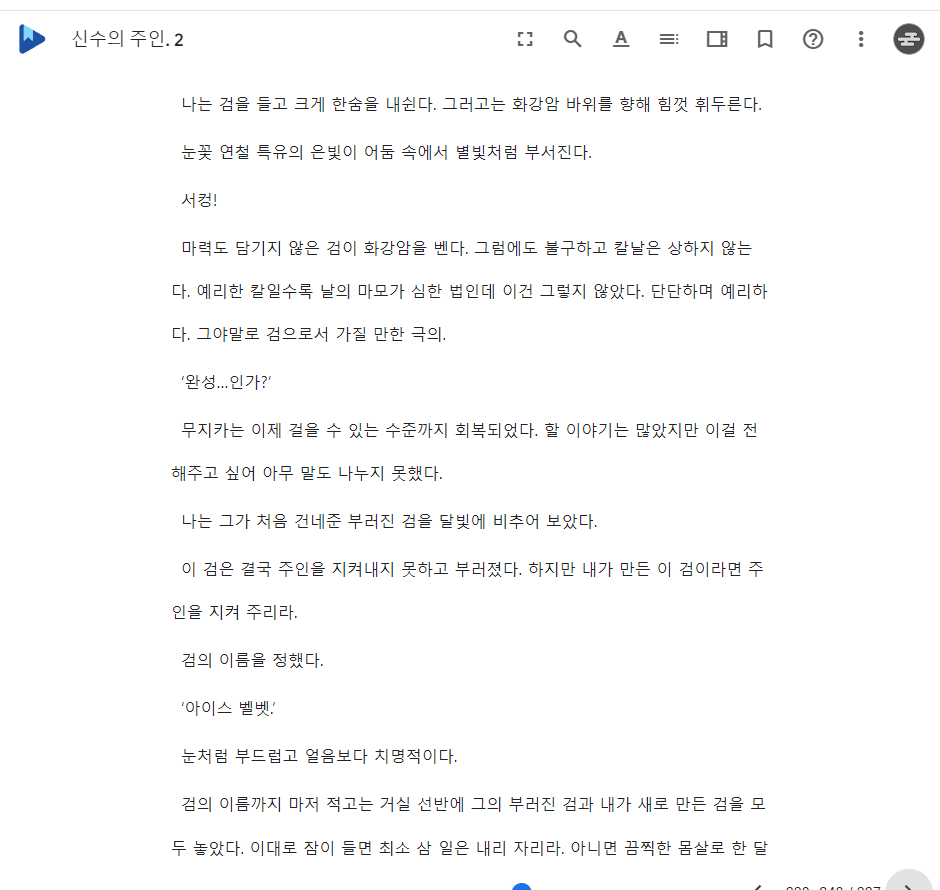 신수의 주인. 2
나는 검을 들고 크게 한숨을 내쉰다. 그러고는 화강암 바위를 향해 힘껏 휘두른다.
눈꽃 연철 특유의 은빛이 어둠 속에서 별빛처럼 부서진다.
서컹!
마력도 담기지 않은 검이 화강암을 벤다. 그럼에도 불구하고 칼날은 상하지 않는
다. 예리한 칼일수록 날의 마모가 심한 법인데 이건 그렇지 않았다. 단단하며 예리하
다. 그야말로 검으로서 가질 만한 극의.
‘완성...인가?’
무지카는 이제 걸을 수 있는 수준까지 회복되었다. 할 이야기는 많았지만 이걸 전
해주고 싶어 아무 말도 나누지 못했다.
나는 그가 처음 건네준 부러진 검을 달빛에 비추어 보았다.
이 검은 결국 주인을 지켜내지 못하고 부러졌다. 하지만 내가 만든 이 검이라면 주
인을 지켜 주리라.
검의 이름을 정했다.
‘아이스 벨벳.’
눈처럼 부드럽고 얼음보다 치명적이다.
검의 이름까지 마저 적고는 거실 선반에 그의 부러진 검과 내가 새로 만든 검을 모
두 놓았다. 이대로 잠이 들면 최소 삼 일은 내리 자리라. 아니면 끔찍한 몸살로 한 달